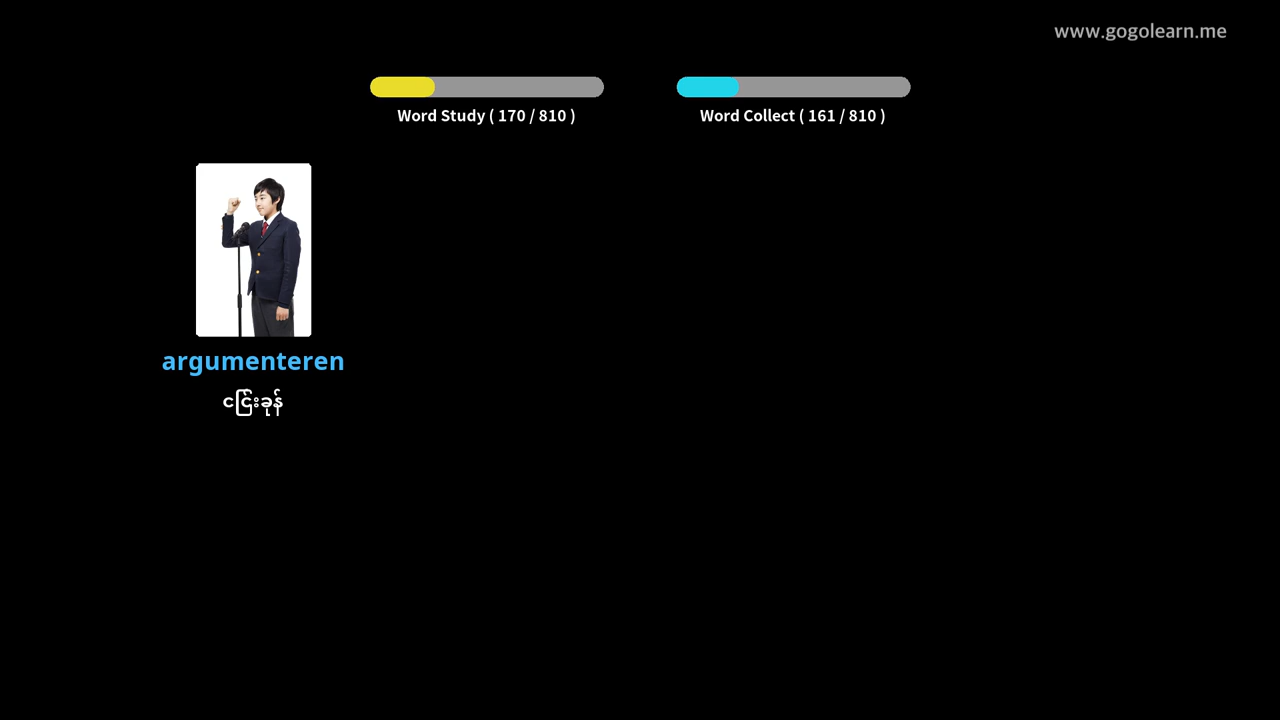 www.gogolearn.me
Word Study ( 170 / 810 )
Word Collect ( 161 / 810 )
argumenteren
ငြင်းခုန်